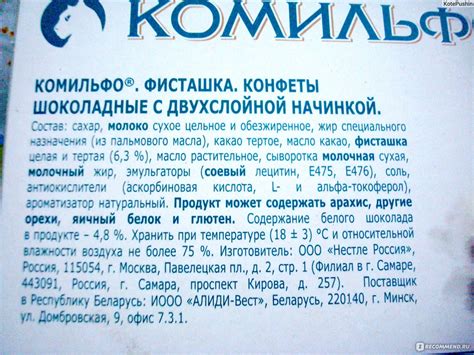 KotePushin
КОМИЛЬФ
КОМИЛЬФО®. ФИСТАШКА. КОНФЕТЫ
ШОКОЛАДНЫЕ С ДВУХСЛОЙНОЙ НАЧИНКОЙ.
Состав: сахар, молоко сухое цельное и обезжиренное, жир специального
назначения (из пальмового масла), какао тертое, масло какао, фисташка
целая и тертая (6,3 %), масло растительное, сыворотка молочная сухая,
молочный жир, эмульгаторы (соевый лецитин, Е475, Е476), соль,
антиокислители (аскорбиновая кислота, L- и альфа-токоферол),
ароматизатор натуральный. Продукт может содержать арахис, другие
орехи, яичный белок и глютен. Содержание белого шоколада
в продукте – 4,8 %. Хранить при температуре (18 ± 3) °С и относительной
влажности воздуха не более 75 %. Изготовитель: ООО «Нестле Россия»,
Россия, 115054, г. Москва, Павелецкая пл., д. 2, стр. 1 (Филиал в г. Самаре,
443091, Россия, г. Самара, проспект Кирова, д. 257). Поставщик
в Республику Беларусь: ИООО «АЛИДИ-Вест», Беларусь, 220140, г. Минск,
ул. Домбровская, 9, офис 7.3.1.
RECOMMEND.RU